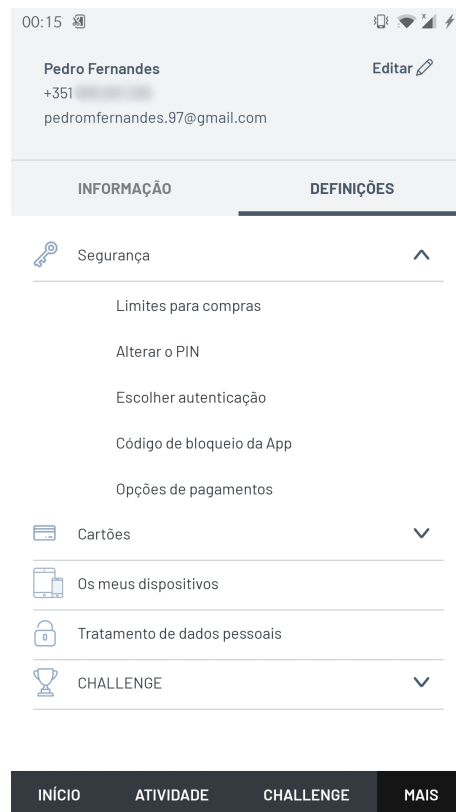 00:15
Pedro Fernandes
Editar
+351
pedromfernandes.97@gmail.com
INFORMAÇÃO
DEFINIÇÕES
Segurança
Limites para compras
Alterar o PIN
Escolher autenticação
Código de bloqueio da App
Opções de pagamentos
Cartões
Os meus dispositivos
Tratamento de dados pessoais
CHALLENGE
INÍCIO
ATIVIDADE
CHALLENGE
MAIS